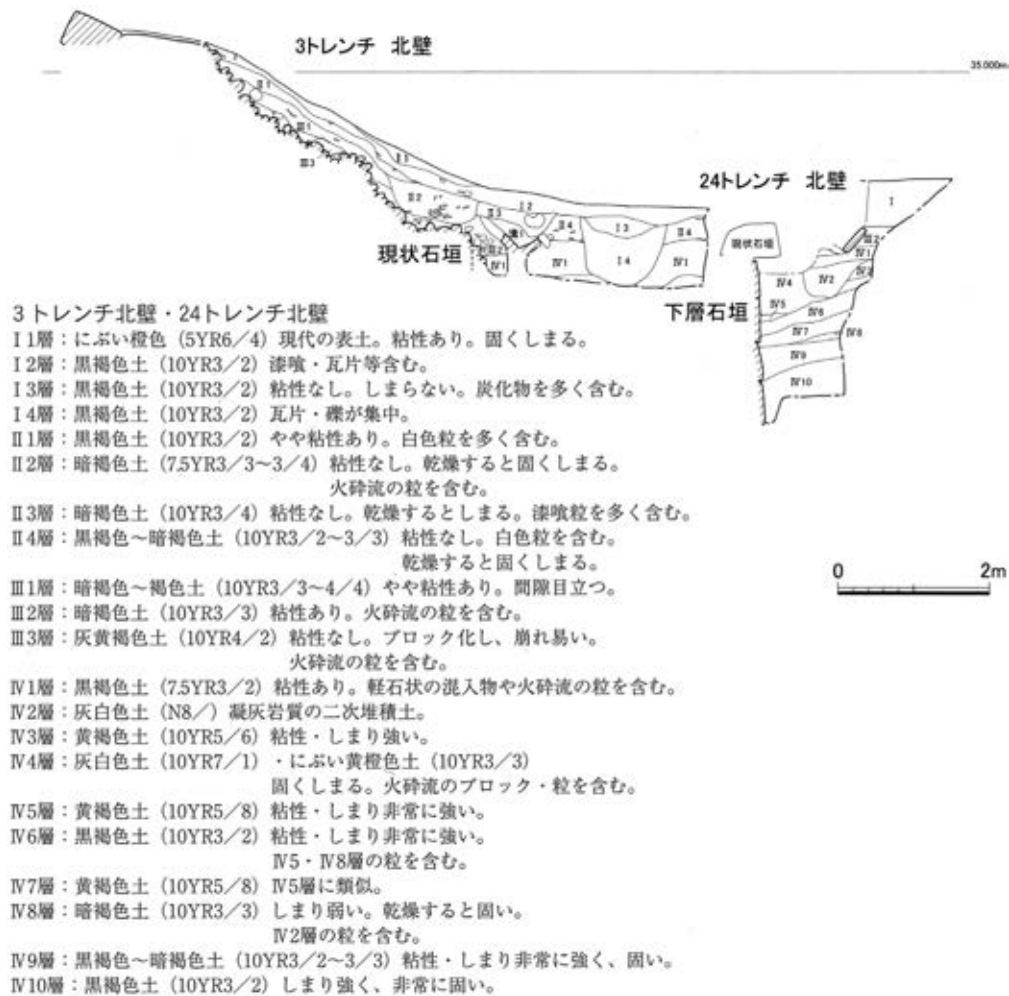 3トレンチ 北壁
35.000m
Ⅰ1
Ⅱ1
Ⅲ1
Ⅲ3
Ⅰ1
Ⅱ2
Ⅰ2
Ⅱ3
Ⅱ4
Ⅰ3
Ⅱ4
溝1
Ⅲ2
Ⅳ1
Ⅳ1
Ⅰ4
Ⅳ1
現状石垣
24トレンチ 北壁
Ⅰ
現状石垣
Ⅲ2
Ⅳ1
Ⅳ4
Ⅳ2
Ⅳ3
Ⅳ5
Ⅳ6
Ⅳ7
Ⅳ8
Ⅳ9
Ⅳ10
下層石垣
3トレンチ北壁・24トレンチ北壁
Ⅰ1層：にぶい橙色（5YR6／4）現代の表土。粘性あり。固くしまる。
Ⅰ2層：黒褐色土（10YR3／2）漆喰・瓦片等含む。
Ⅰ3層：黒褐色土（10YR3／2）粘性なし。しまらない。炭化物を多く含む。
Ⅰ4層：黒褐色土（10YR3／2）瓦片・礫が集中。
Ⅱ1層：黒褐色土（10YR3／2）やや粘性あり。白色粒を多く含む。
Ⅱ2層：暗褐色土（7.5YR3／3〜3／4）粘性なし。乾燥すると固くしまる。
火砕流の粒を含む。
Ⅱ3層：暗褐色土（10YR3／4）粘性なし。乾燥するとしまる。漆喰粒を多く含む。
Ⅱ4層：黒褐色〜暗褐色土（10YR3／2〜3／3）粘性なし。白色粒を含む。
乾燥すると固くしまる。
Ⅲ1層：暗褐色〜褐色土（10YR3／3〜4／4）やや粘性あり。間隙目立つ。
Ⅲ2層：暗褐色土（10YR3／3）粘性あり。火砕流の粒を含む。
Ⅲ3層：灰黄褐色土（10YR4／2）粘性なし。ブロック化し、崩れ易い。
火砕流の粒を含む。
Ⅳ1層：黒褐色土（7.5YR3／2）粘性あり。軽石状の混入物や火砕流の粒を含む。
Ⅳ2層：灰白色土（N8／）凝灰岩質の二次堆積土。
Ⅳ3層：黄褐色土（10YR5／6）粘性・しまり強い。
Ⅳ4層：灰白色土（10YR7／1）・にぶい黄橙色土（10YR3／3）
固くしまる。火砕流のブロック・粒を含む。
Ⅳ5層：黄褐色土（10YR5／8）粘性・しまり非常に強い。
Ⅳ6層：黒褐色土（10YR3／2）粘性・しまり非常に強い。
Ⅳ5・Ⅳ8層の粒を含む。
Ⅳ7層：黄褐色土（10YR5／8）Ⅳ5層に類似。
Ⅳ8層：暗褐色土（10YR3／3）しまり弱い。乾燥すると固い。
Ⅳ2層の粒を含む。
Ⅳ9層：黒褐色〜暗褐色土（10YR3／2〜3／3）粘性・しまり非常に強く、固い。
Ⅳ10層：黒褐色土（10YR3／2）しまり強く、非常に固い。
0 2m